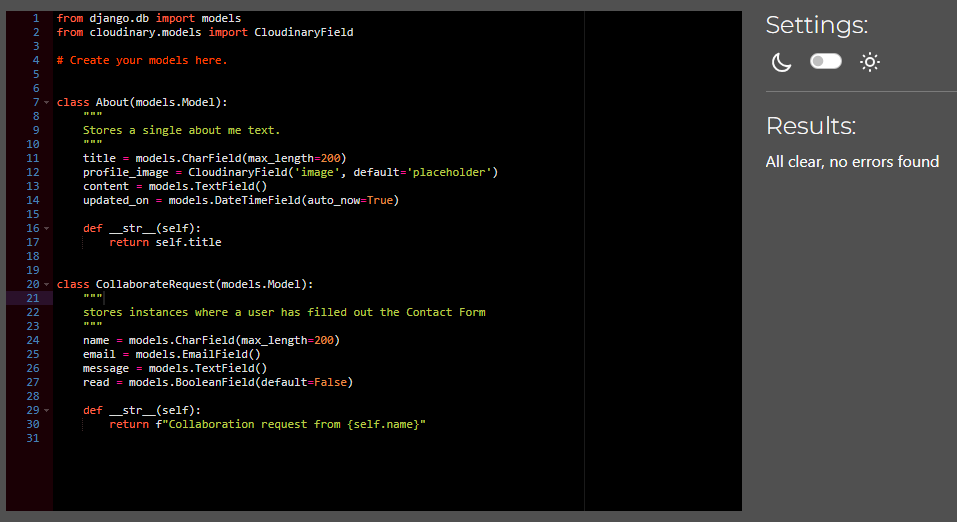 1 from django.db import models
2 from cloudinary.models import CloudinaryField
3
4 # Create your models here.
5
6
7 class About(models.Model):
8     """
9     Stores a single about me text.
10     """
11     title = models.CharField(max_length=200)
12     profile_image = CloudinaryField('image', default='placeholder')
13     content = models.TextField()
14     updated_on = models.DateTimeField(auto_now=True)
15
16     def __str__(self):
17         return self.title
18
19
20 class CollaborateRequest(models.Model):
21     """
22     stores instances where a user has filled out the Contact Form
23     """
24     name = models.CharField(max_length=200)
25     email = models.EmailField()
26     message = models.TextField()
27     read = models.BooleanField(default=False)
28
29     def __str__(self):
30         return f"Collaboration request from {self.name}"
31
Settings:
Results:
All clear, no errors found